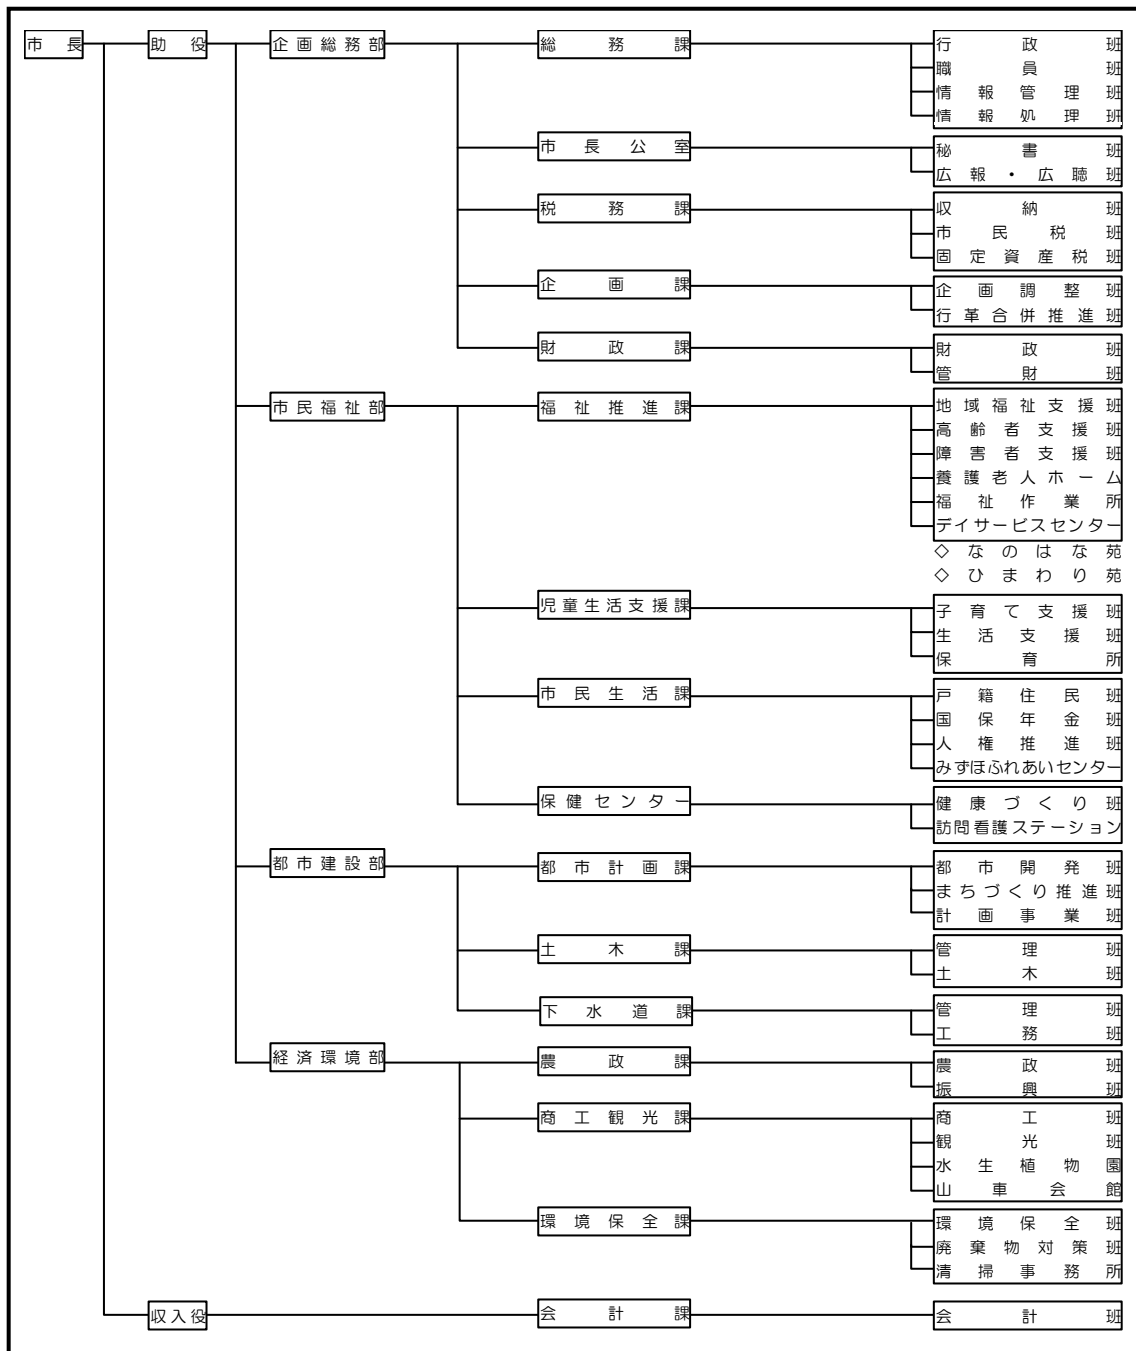 市長 助役 企画総務部 総務課 行政班
職員班
情報管理班
情報処理班
市長公室 秘書班
広報・広聴班
税務課 収納班
市民税班
固定資産税班
企画課 企画調整班
行革合併推進班
財政課 財政班
管財班
市民福祉部 福祉推進課 地域福祉支援班
高齢者支援班
障害者支援班
養護老人ホーム
福祉作業所
デイサービスセンター
◇なのはな苑
◇ひまわり苑
児童生活支援課 子育て支援班
生活支援班
保育所
市民生活課 戸籍住民班
国保年金班
人権推進班
みずほふれあいセンター
保健センター 健康づくり班
訪問看護ステーション
都市建設部 都市計画課 都市開発班
まちづくり推進班
計画事業班
土木課 管理班
土木班
下水道課 管理班
工務班
経済環境部 農政課 農政班
振興班
商工観光課 商工班
観光班
水生植物園
山車会館
環境保全課 環境保全班
廃棄物対策班
清掃事務所
収入役 会計課 会計班